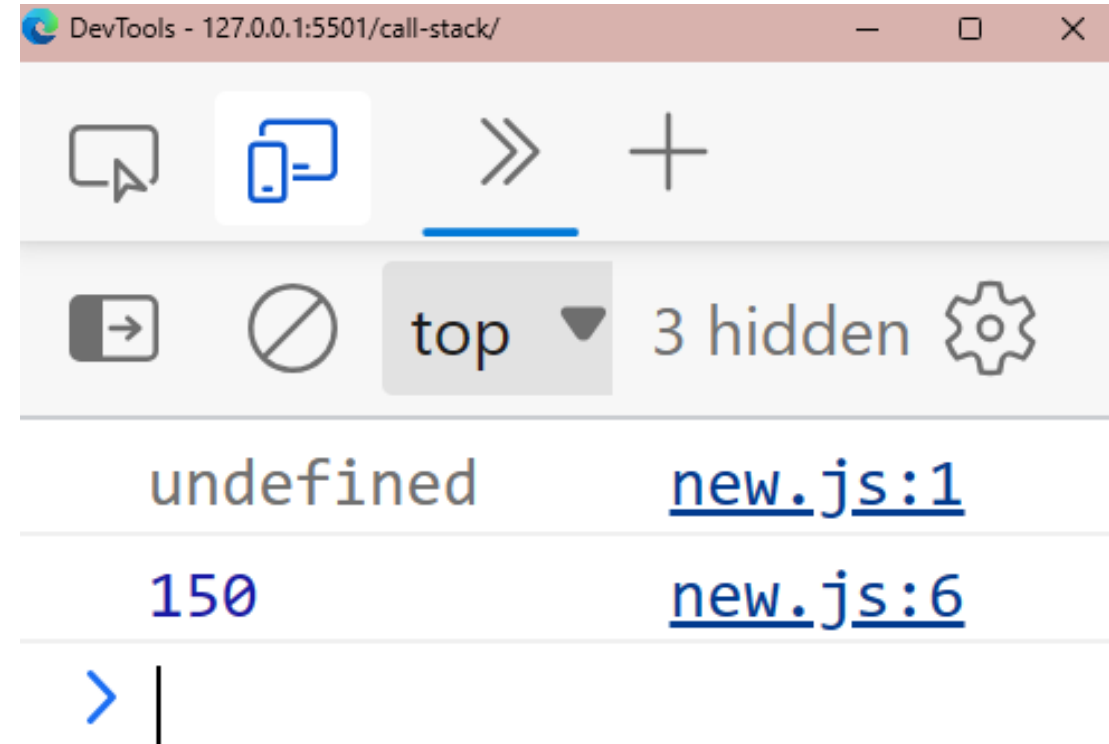 DevTools - 127.0.0.1:5501/call-stack/
top 3 hidden
undefined new.js:1
150 new.js:6